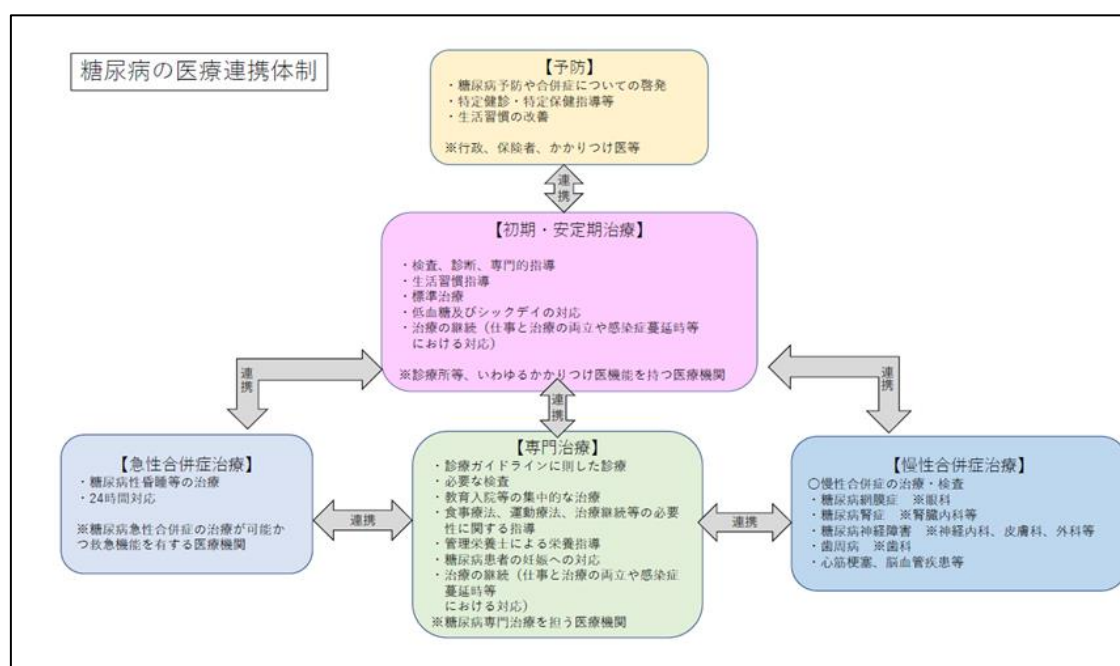 糖尿病の医療連携体制
【予防】
・糖尿病予防や合併症についての啓発
・特定健診・特定保健指導等
・生活習慣の改善
※行政、保険者、かかりつけ医等
連携
【初期・安定期治療】
・検査、診断、専門的指導
・生活習慣指導
・標準治療
・低血糖及びシックデイの対応
・治療の継続（仕事と治療の両立や感染症蔓延時等
における対応）
※診療所等、いわゆるかかりつけ医機能を持つ医療機関
連携
連携
連携
【急性合併症治療】
・糖尿病性昏睡等の治療
・24時間対応
※糖尿病急性合併症の治療が可能か
つ救急機能を有する医療機関
連携
【専門治療】
・診療ガイドラインに則した診療
・必要な検査
・教育入院等の集中的な治療
・食事療法、運動療法、治療継続等の必要
性に関する指導
・管理栄養士による栄養指導
・糖尿病患者の妊娠への対応
・治療の継続（仕事と治療の両立や感染症
蔓延時等
における対応）
※糖尿病専門治療を担う医療機関
連携
【慢性合併症治療】
〇慢性合併症の治療・検査
・糖尿病網膜症　※眼科
・糖尿病腎症　※腎臓内科等
・糖尿病神経障害　※神経内科、皮膚科、外科等
・歯周病　※歯科
・心筋梗塞、脳血管疾患等